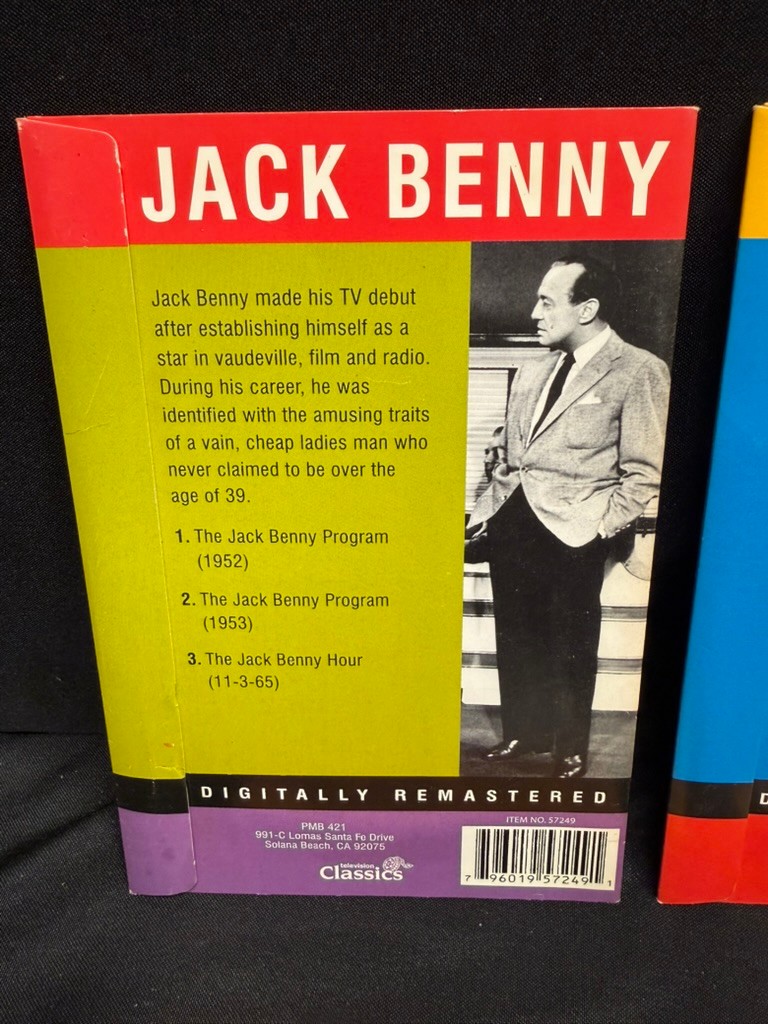 JACK BENNY
Jack Benny made his TV debut
after establishing himself as a
star in vaudeville, film and radio.
During his career, he was
identified with the amusing traits
of a vain, cheap ladies man who
never claimed to be over the
age of 39.
1. The Jack Benny Program
(1952)
2. The Jack Benny Program
(1953)
3. The Jack Benny Hour
(11-3-65)
DIGITALLY REMASTERED
D
PMB 421
991-C Lomas Santa Fe Drive
Solana Beach, CA 92075
television
Classics
ITEM NO. 57249
7 96019 57249 1